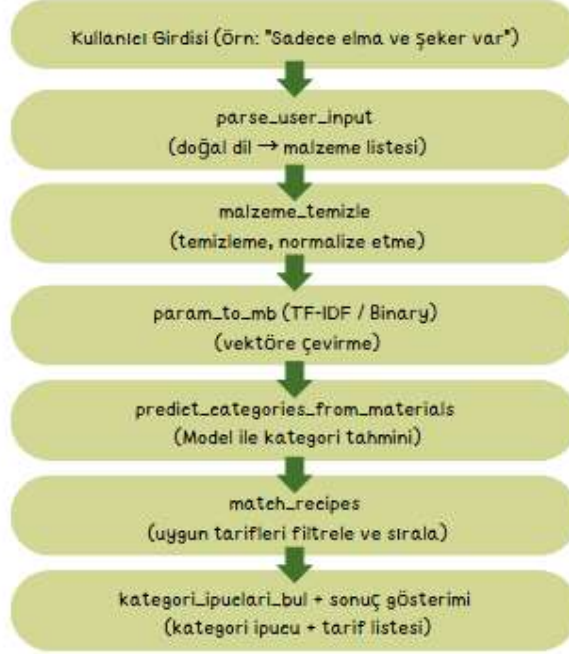 Kullanıcı Girdisi (Örn: "Sadece elma ve şeker var")
parse_user_input
(doğal dil → malzeme listesi)
malzeme_temizle
(temizleme, normalize etme)
param_to_mb (TF-IDF / Binary)
(vektöre çevirme)
predict_categories_from_materials
(Model ile kategori tahmini)
match_recipes
(uygun tarifleri filtrele ve sırala)
kategori_ipuclari_bul + sonuç gösterimi
(kategori ipucu + tarif listesi)